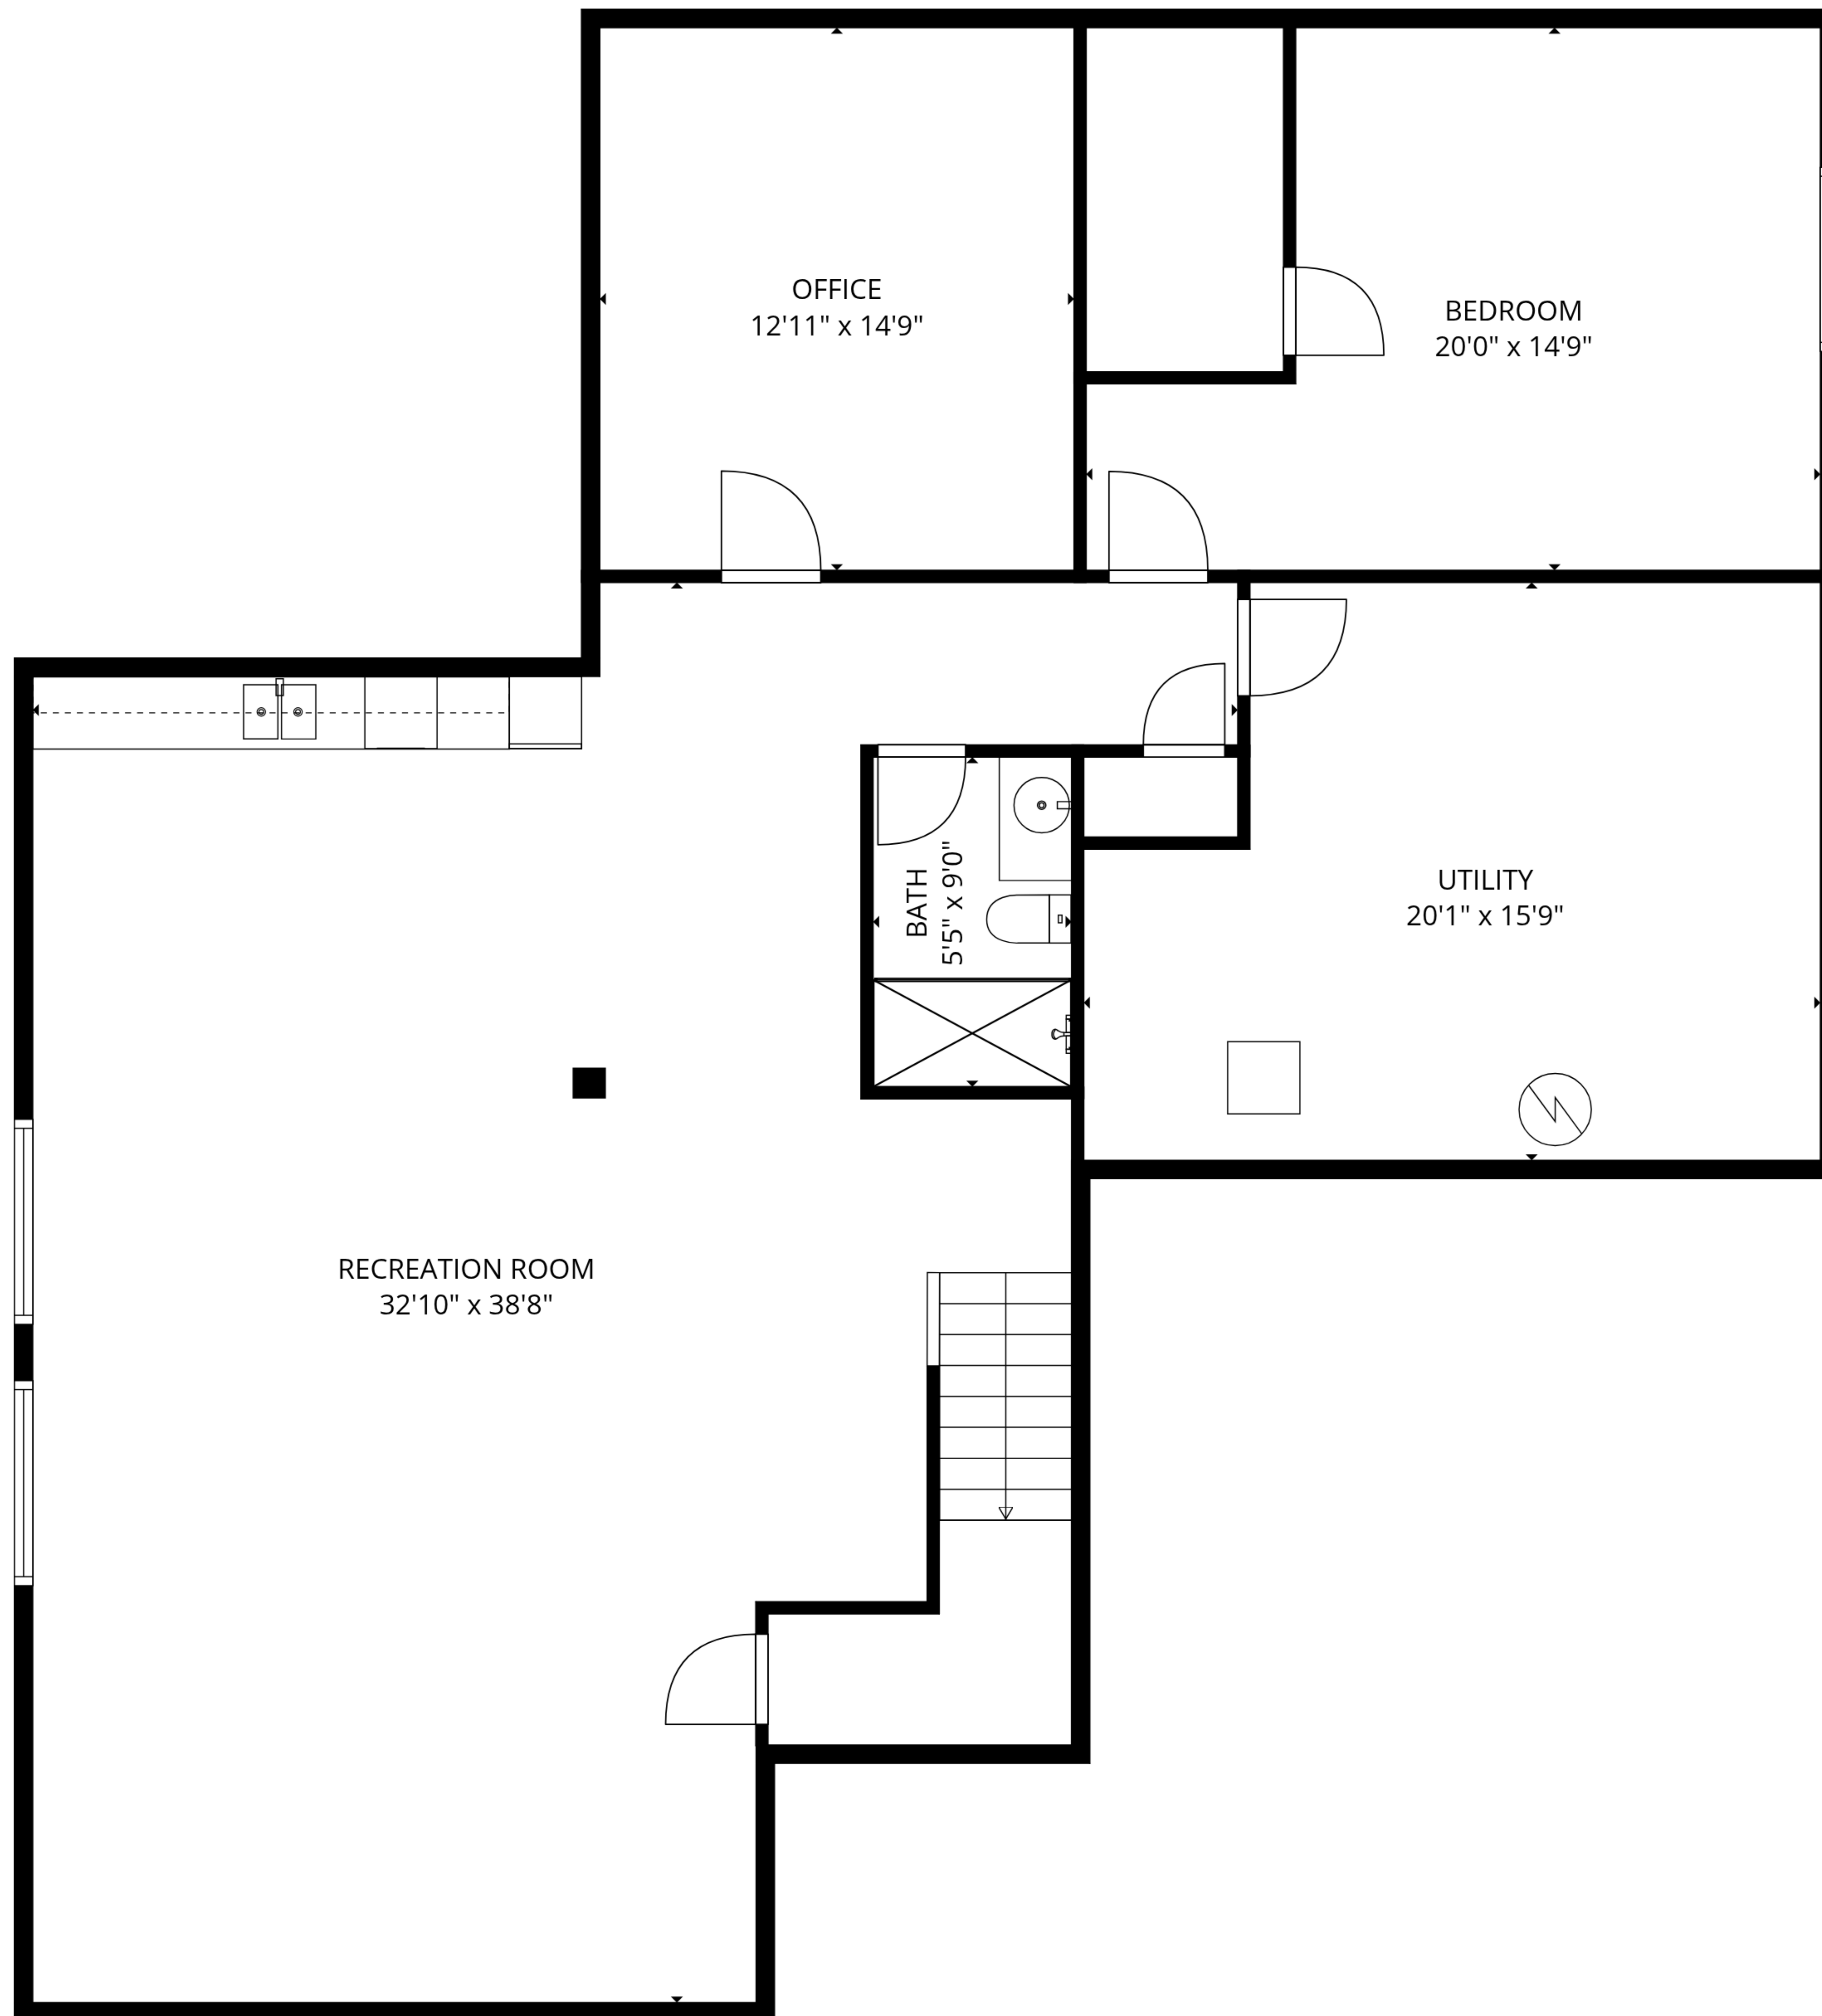 OFFICE
12'11" x 14'9"
BEDROOM
20'0" x 14'9"
BATH
5'5" x 9'0"
UTILITY
20'1" x 15'9"
RECREATION ROOM
32'10" x 38'8"